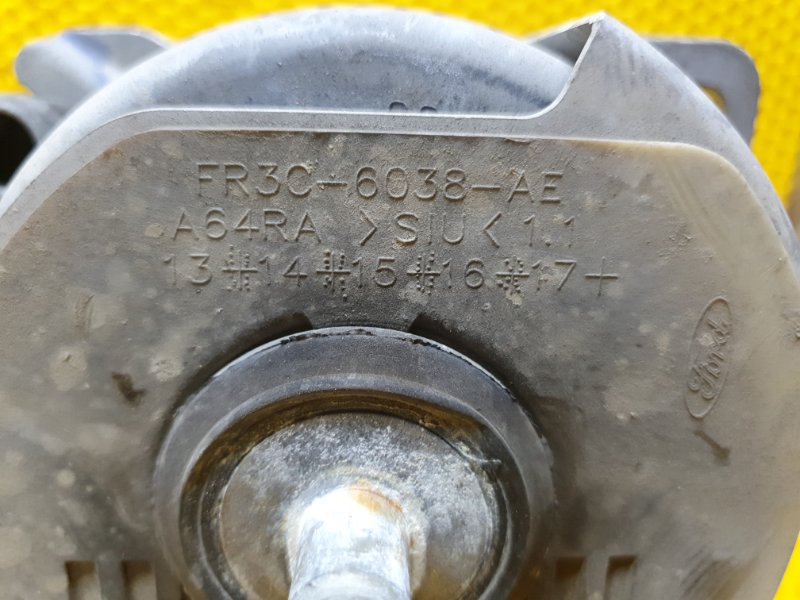 FR3C-6038-AE
A64RA >SIU< 1.1
13 14 15 16 17+
Ford